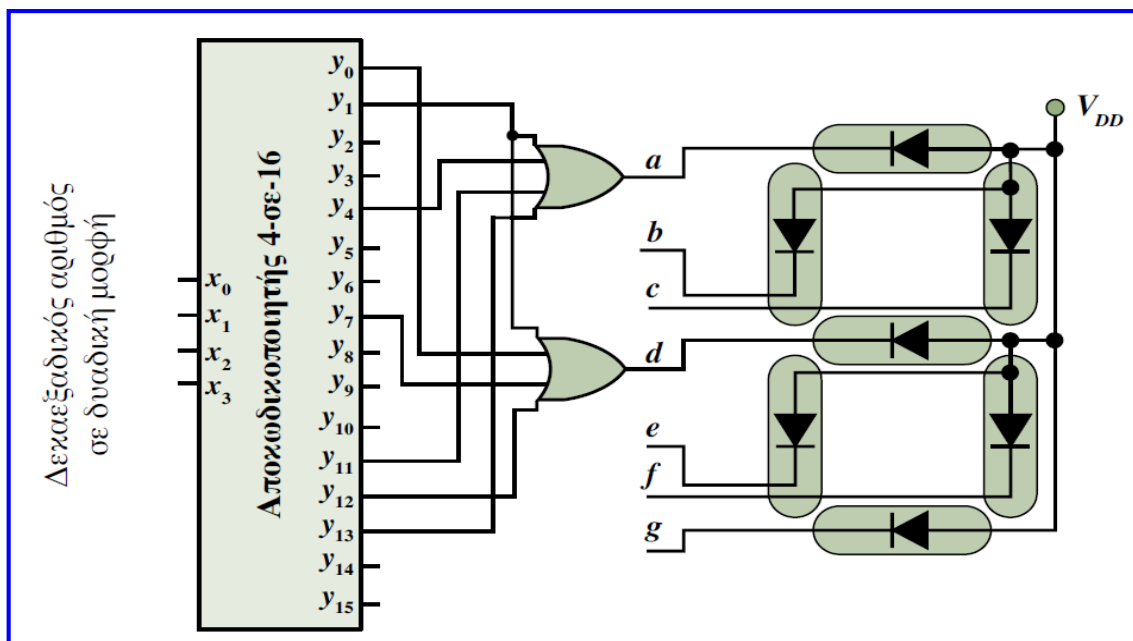 Δεκαεξαδικός αριθμός
σε δυαδική μορφή
x0
x1
x2
x3
Αποκωδικοποιητής 4-σε-16
y0
y1
y2
y3
y4
y5
y6
y7
y8
y9
y10
y11
y12
y13
y14
y15
a
b
c
d
e
f
g
VDD